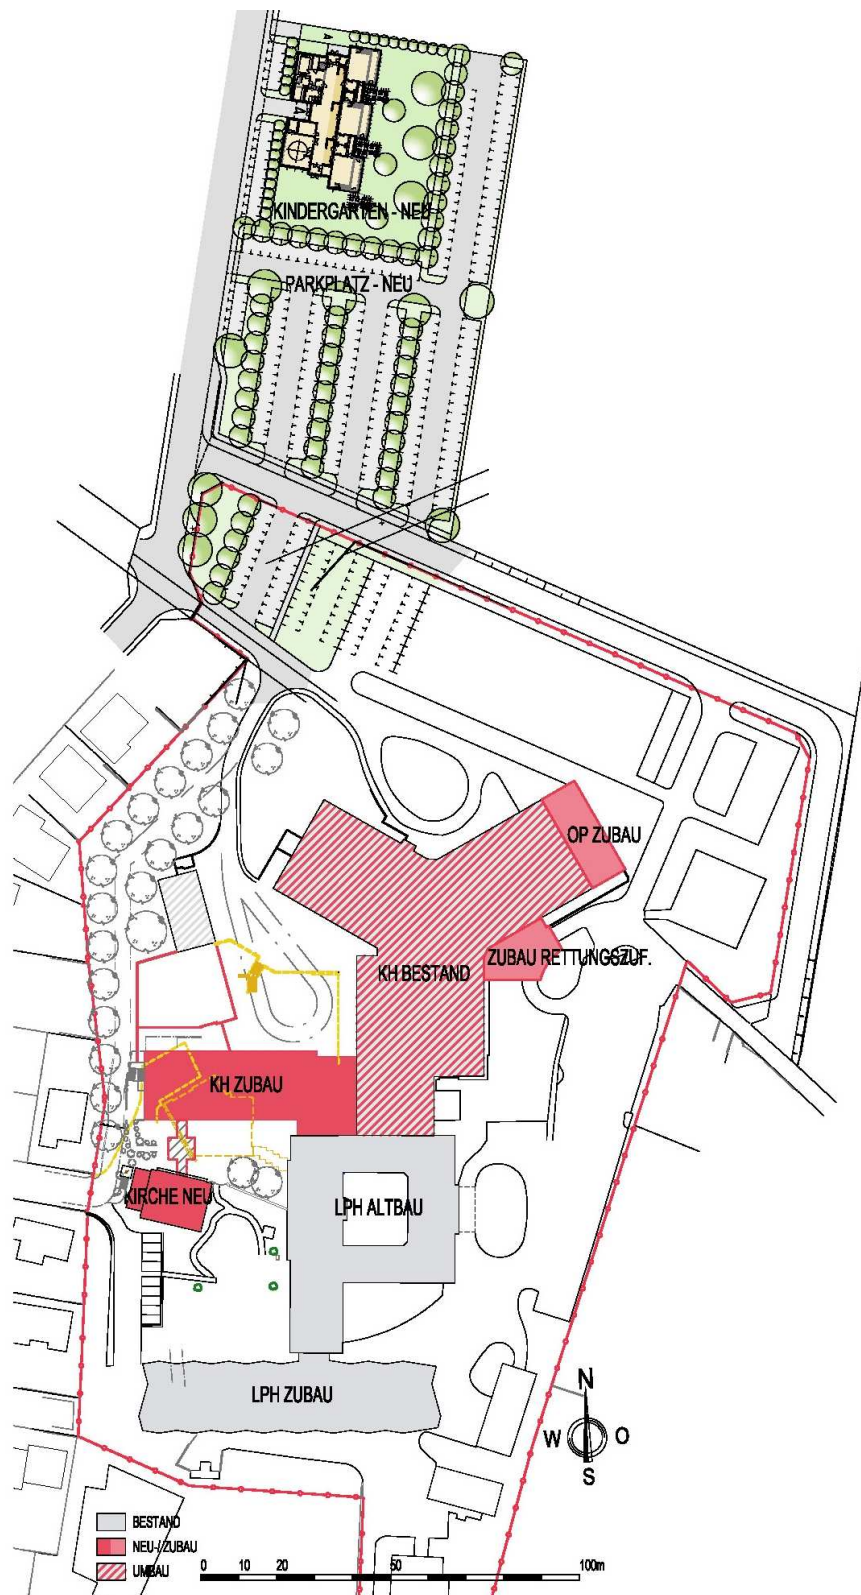 A
A
KINDERGARTEN - NEU
PARKPLATZ - NEU
OP ZUBAU
ZUBAU RETTUNGSZUF.
KH BESTAND
KH ZUBAU
KIRCHE NEU
LPH ALTBAU
LPH ZUBAU
N
W O
S
BESTAND
NEU-/ ZUBAU
UMBAU
0 10 20 50 100m